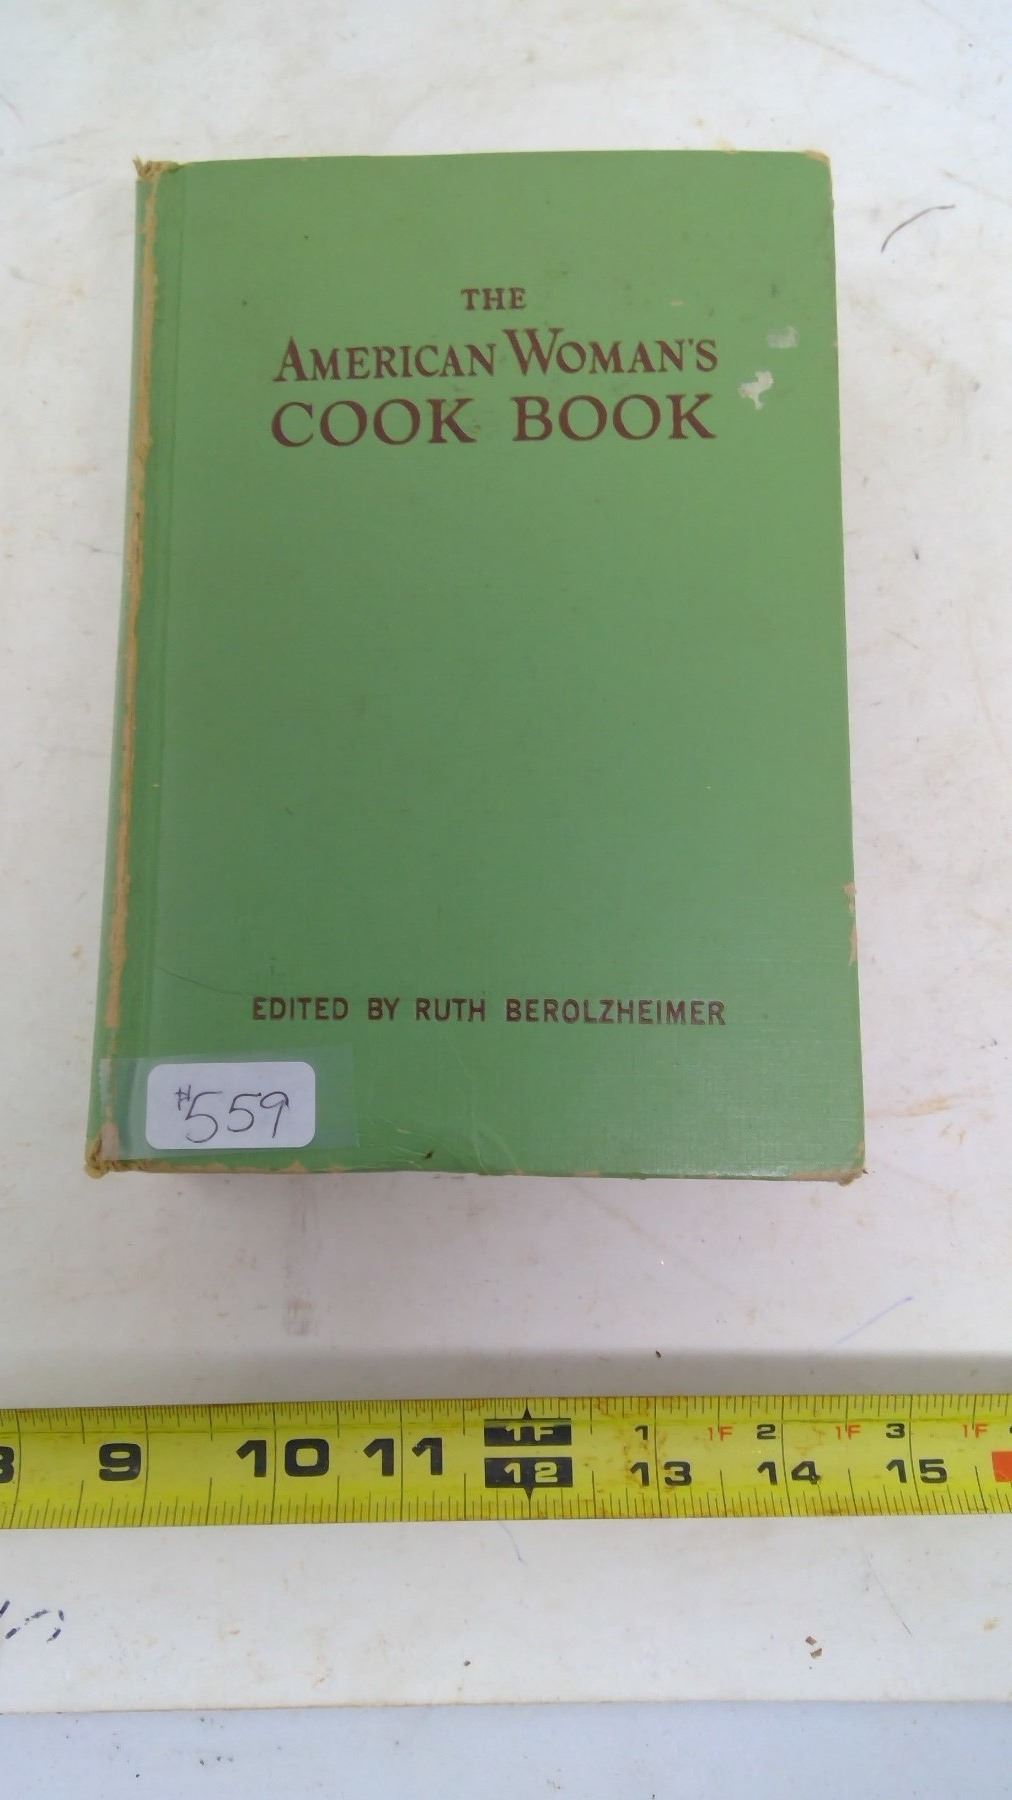 THE
AMERICAN WOMAN'S
COOK BOOK
EDITED BY RUTH BEROLZHEIMER
#559
1F 1 1F 2 1F 3 1F
8 9 10 11 12 13 14 15